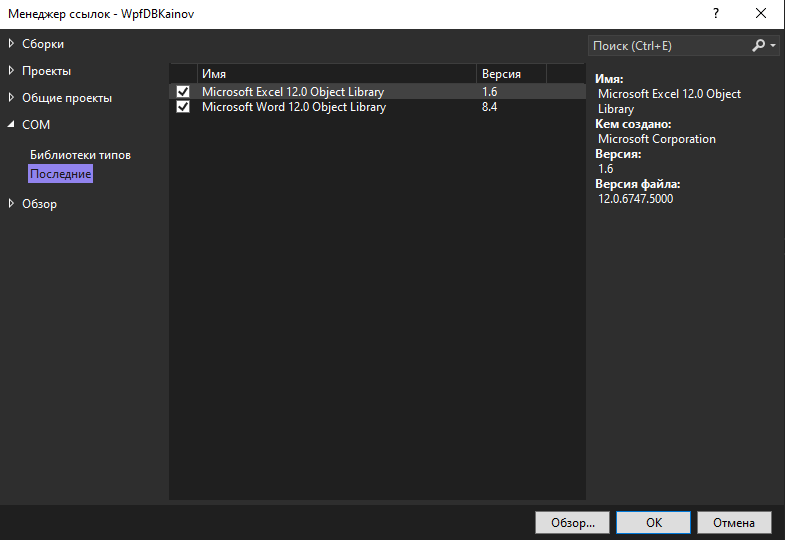 Менеджер ссылок - WpfDBKainov
?
Сборки
Проекты
Общие проекты
COM
Библиотеки типов
Последние
Обзор
Имя Версия
Microsoft Excel 12.0 Object Library 1.6
Microsoft Word 12.0 Object Library 8.4
Поиск (Ctrl+E)
Имя:
Microsoft Excel 12.0 Object
Library
Кем создано:
Microsoft Corporation
Версия:
1.6
Версия файла:
12.0.6747.5000
Обзор... ОК Отмена